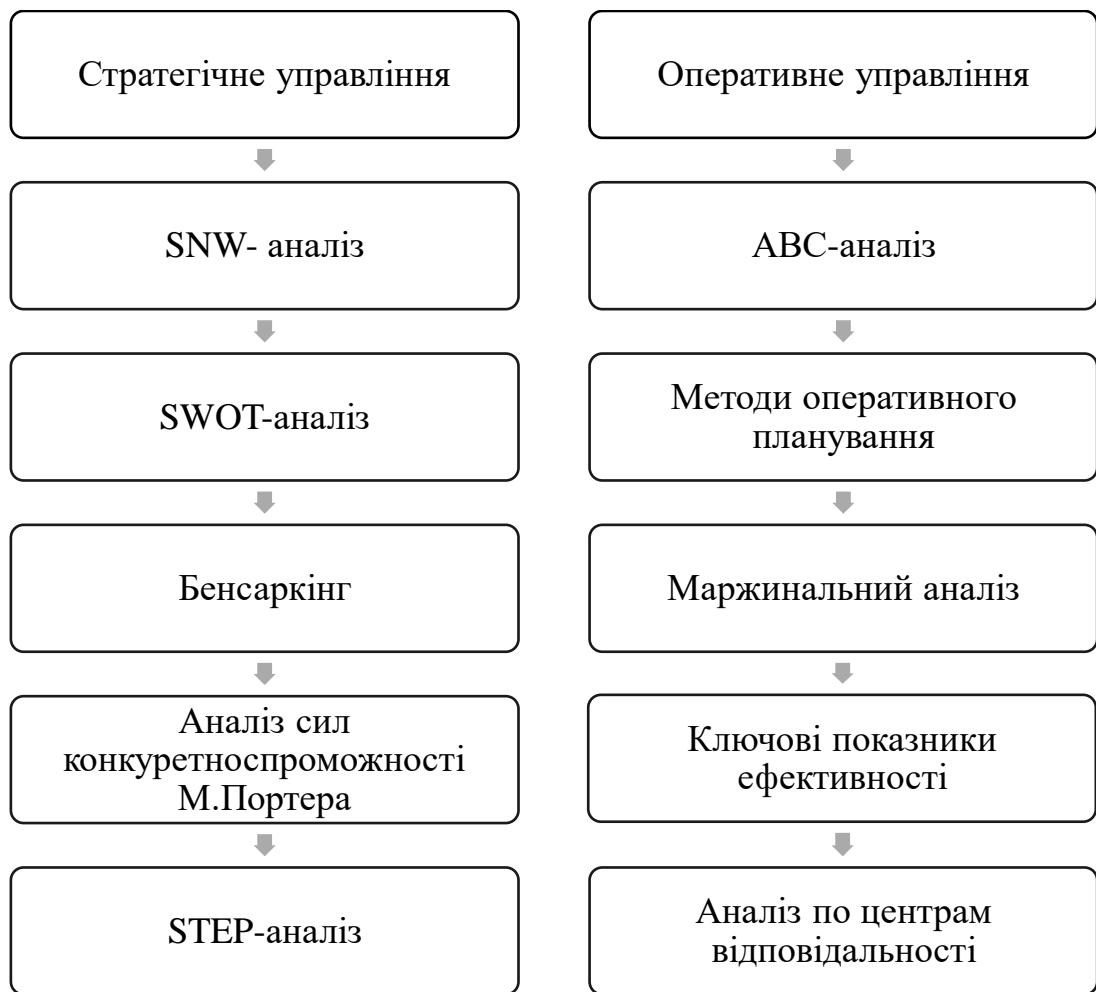 Стратегічне управління
SNW- аналіз
SWOT-аналіз
Бенсаркінг
Аналіз сил
конкуретноспроможності
М.Портера
STEP-аналіз
Оперативне управління
ABC-аналіз
Методи оперативного
планування
Маржинальний аналіз
Ключові показники
ефективності
Аналіз по центрам
відповідальності